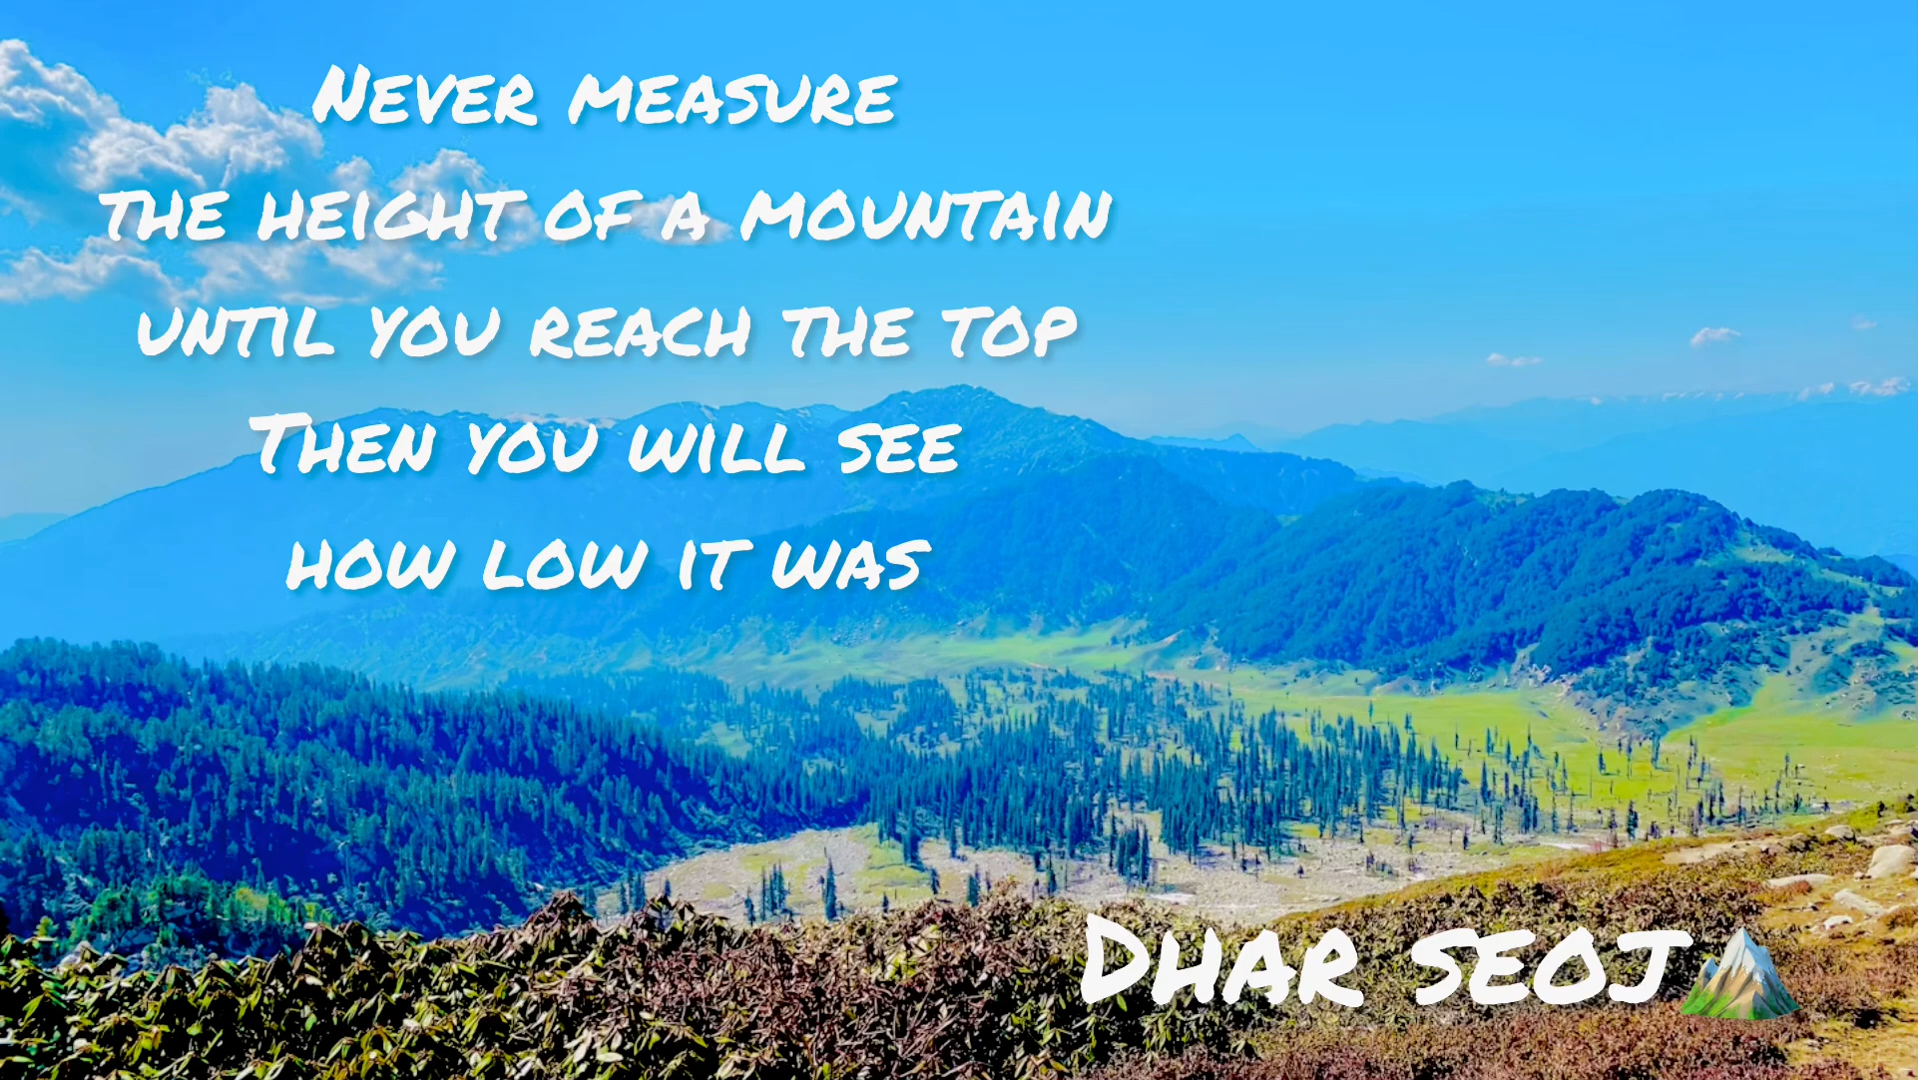 Never measure
the height of a mountain
until you reach the top
Then you will see
how low it was
Dhar seoj